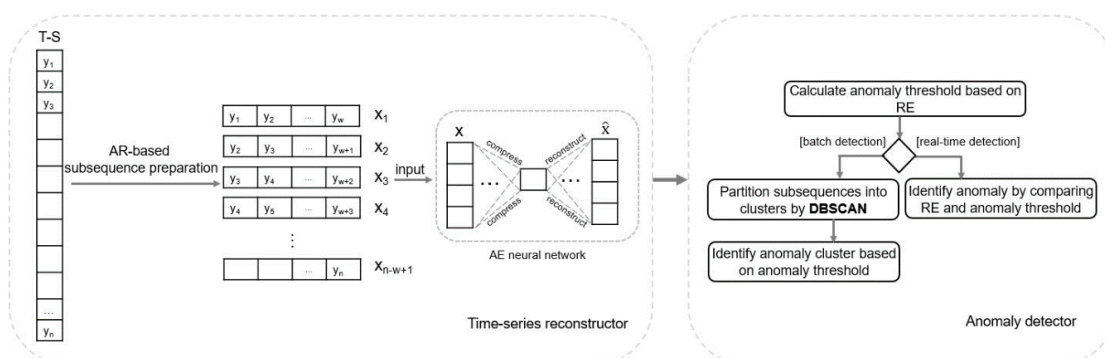 T-S
y1
y2
y3
...
yn
AR-based
subsequence preparation
y1 y2 ... yw X1
y2 y3 ... yw+1 X2
y3 y4 ... yw+2 X3
y4 y5 ... yw+3 X4
⋮
... yn Xn-w+1
input
X x̂
compress reconstruct
... ...
compress reconstruct
AE neural network
Time-series reconstructor
Calculate anomaly threshold based on
RE
[batch detection] [real-time detection]
Partition subsequences into
clusters by DBSCAN
Identify anomaly by comparing
RE and anomaly threshold
Identify anomaly cluster based
on anomaly threshold
Anomaly detector